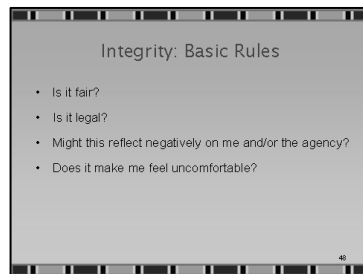 Integrity: Basic Rules
• Is it fair?
• Is it legal?
• Might this reflect negatively on me and/or the agency?
• Does it make me feel uncomfortable?
48